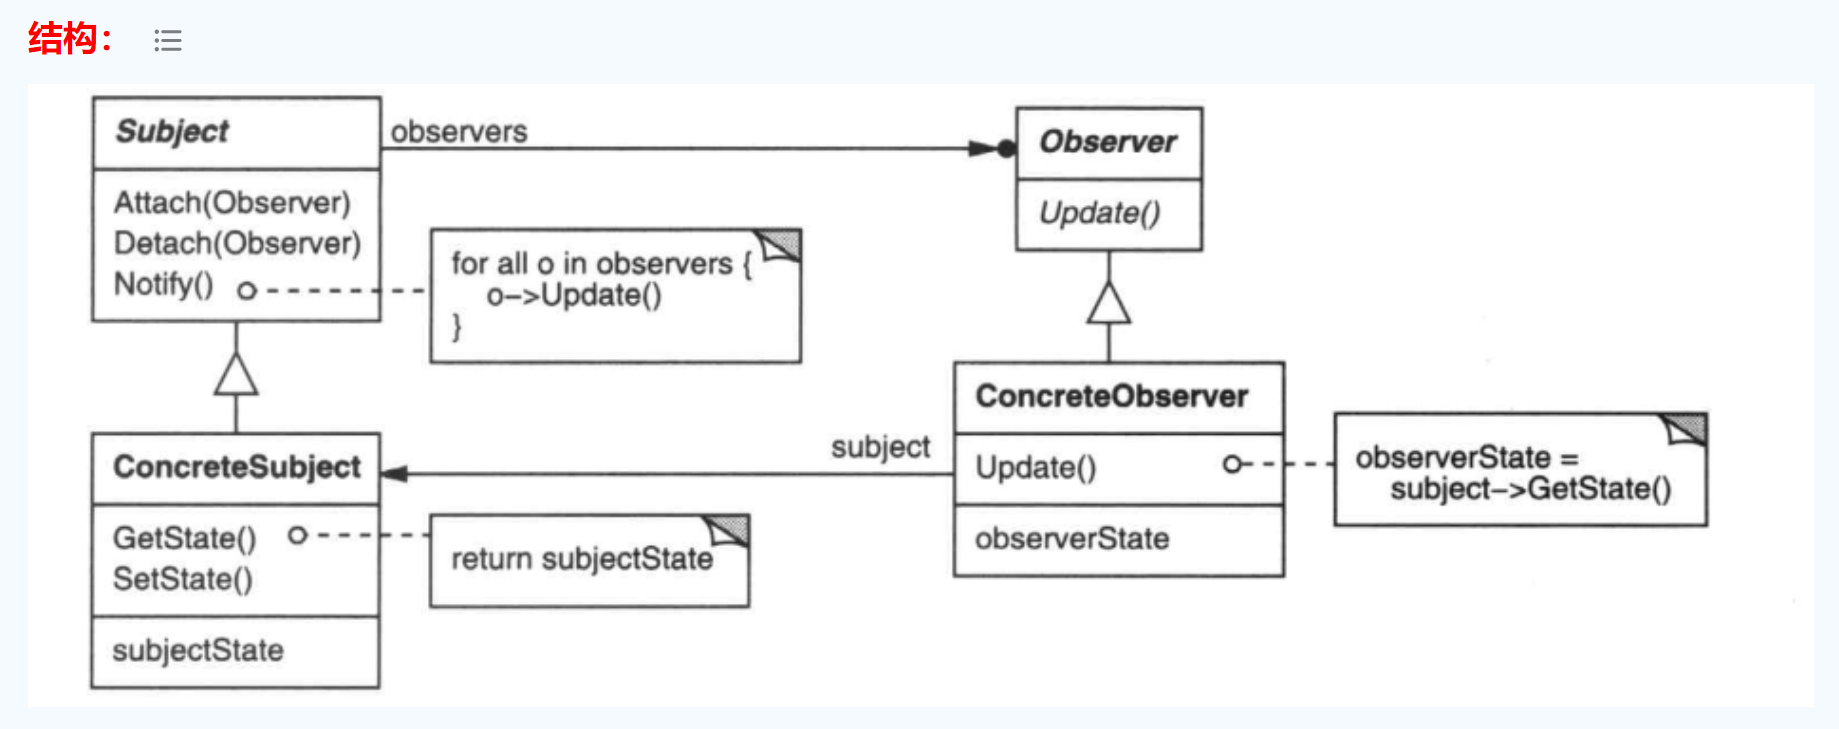 结构：
Subject
Attach(Observer)
Detach(Observer)
Notify()
observers
Observer
Update()
for all o in observers {
o->Update()
}
ConcreteSubject
GetState()
SetState()
subjectState
return subjectState
subject
ConcreteObserver
Update()
observerState
observerState =
subject->GetState()